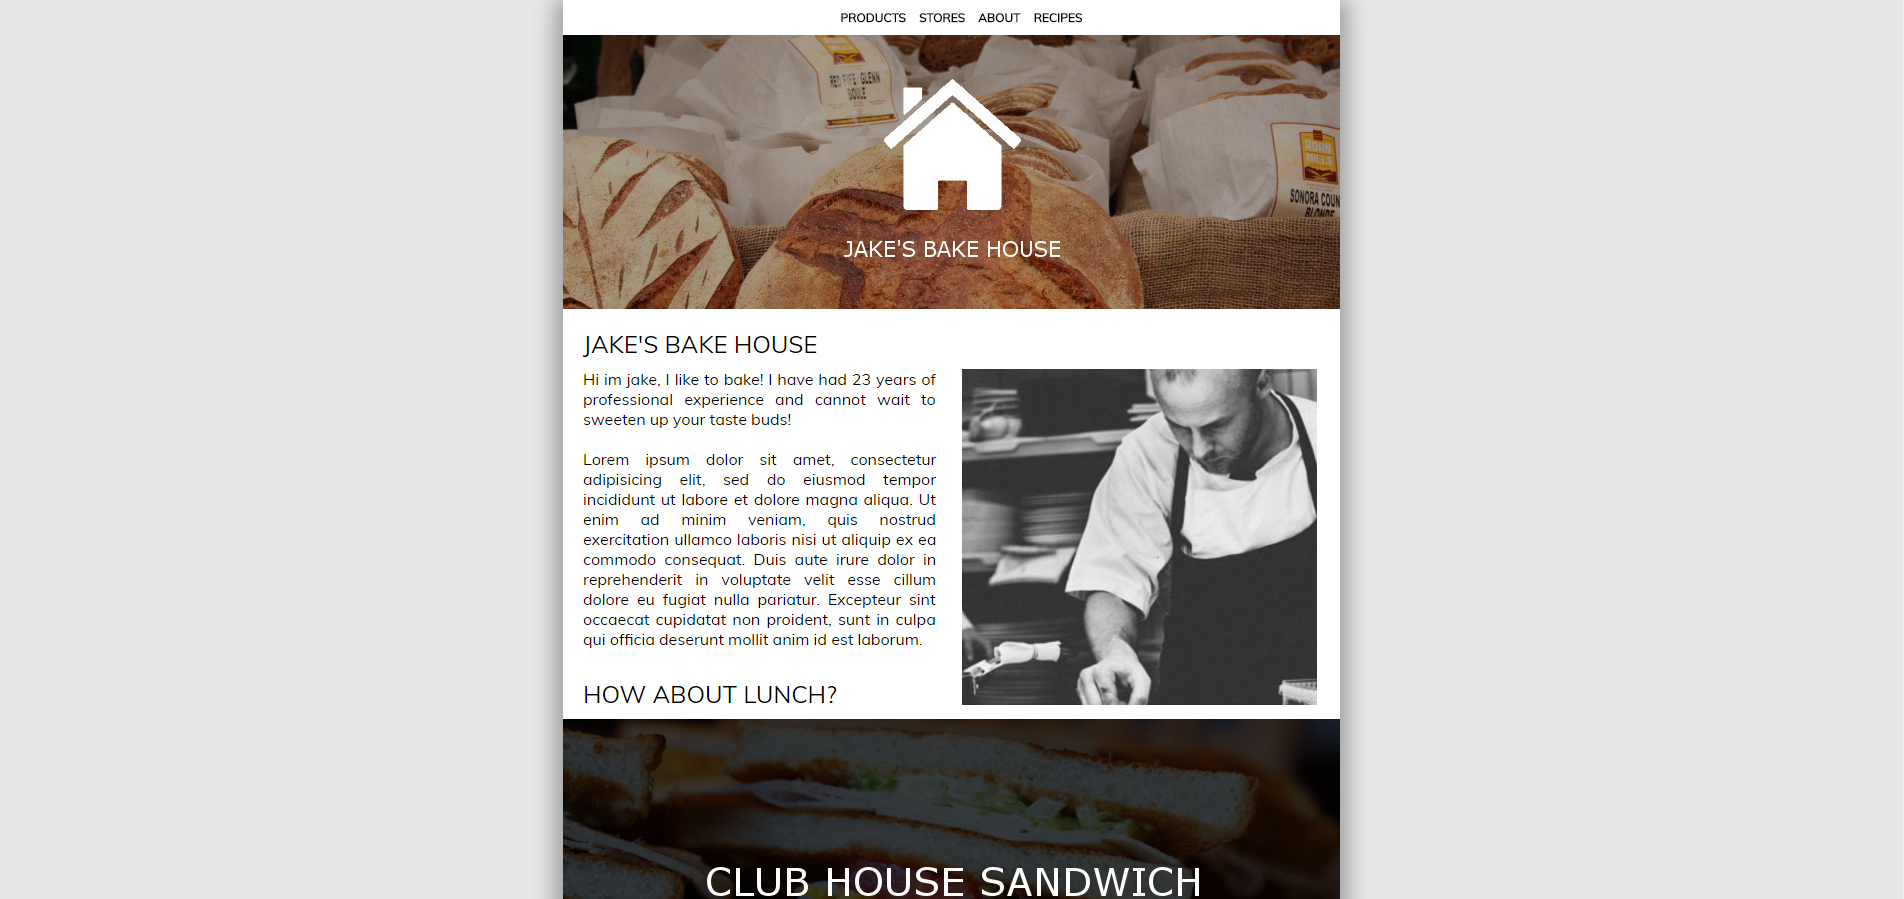 PRODUCTS STORES ABOUT RECIPES
RED FIFE GLENN
ROAN
MILLS
SONORA COUN
BLONDE
JAKE'S BAKE HOUSE
JAKE'S BAKE HOUSE
Hi im jake, I like to bake! I have had 23 years of
professional experience and cannot wait to
sweeten up your taste buds!
Lorem ipsum dolor sit amet, consectetur
adipisicing elit, sed do eiusmod tempor
incididunt ut labore et dolore magna aliqua. Ut
enim ad minim veniam, quis nostrud
exercitation ullamco laboris nisi ut aliquip ex ea
commodo consequat. Duis aute irure dolor in
reprehenderit in voluptate velit esse cillum
dolore eu fugiat nulla pariatur. Excepteur sint
occaecat cupidatat non proident, sunt in culpa
qui officia deserunt mollit anim id est laborum.
HOW ABOUT LUNCH?
CLUB HOUSE SANDWICH